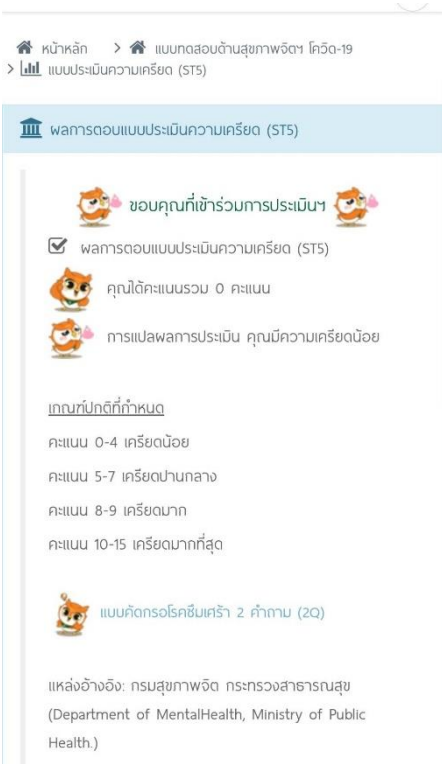 หน้าหลัก > แบบทดสอบด้านสุขภาพจิตฯ โควิด-19
> แบบประเมินความเครียด (ST5)
ผลการตอบแบบประเมินความเครียด (ST5)
ขอบคุณที่เข้าร่วมการประเมินฯ
ผลการตอบแบบประเมินความเครียด (ST5)
คุณได้คะแนนรวม 0 คะแนน
การแปลผลการประเมิน คุณมีความเครียดน้อย
เกณฑ์ปกติที่กำหนด
คะแนน 0-4 เครียดน้อย
คะแนน 5-7 เครียดปานกลาง
คะแนน 8-9 เครียดมาก
คะแนน 10-15 เครียดมากที่สุด
แบบคัดกรองโรคซึมเศร้า 2 คำถาม (2Q)
แหล่งอ้างอิง: กรมสุขภาพจิต กระทรวงสาธารณสุข
(Department of MentalHealth, Ministry of Public
Health.)